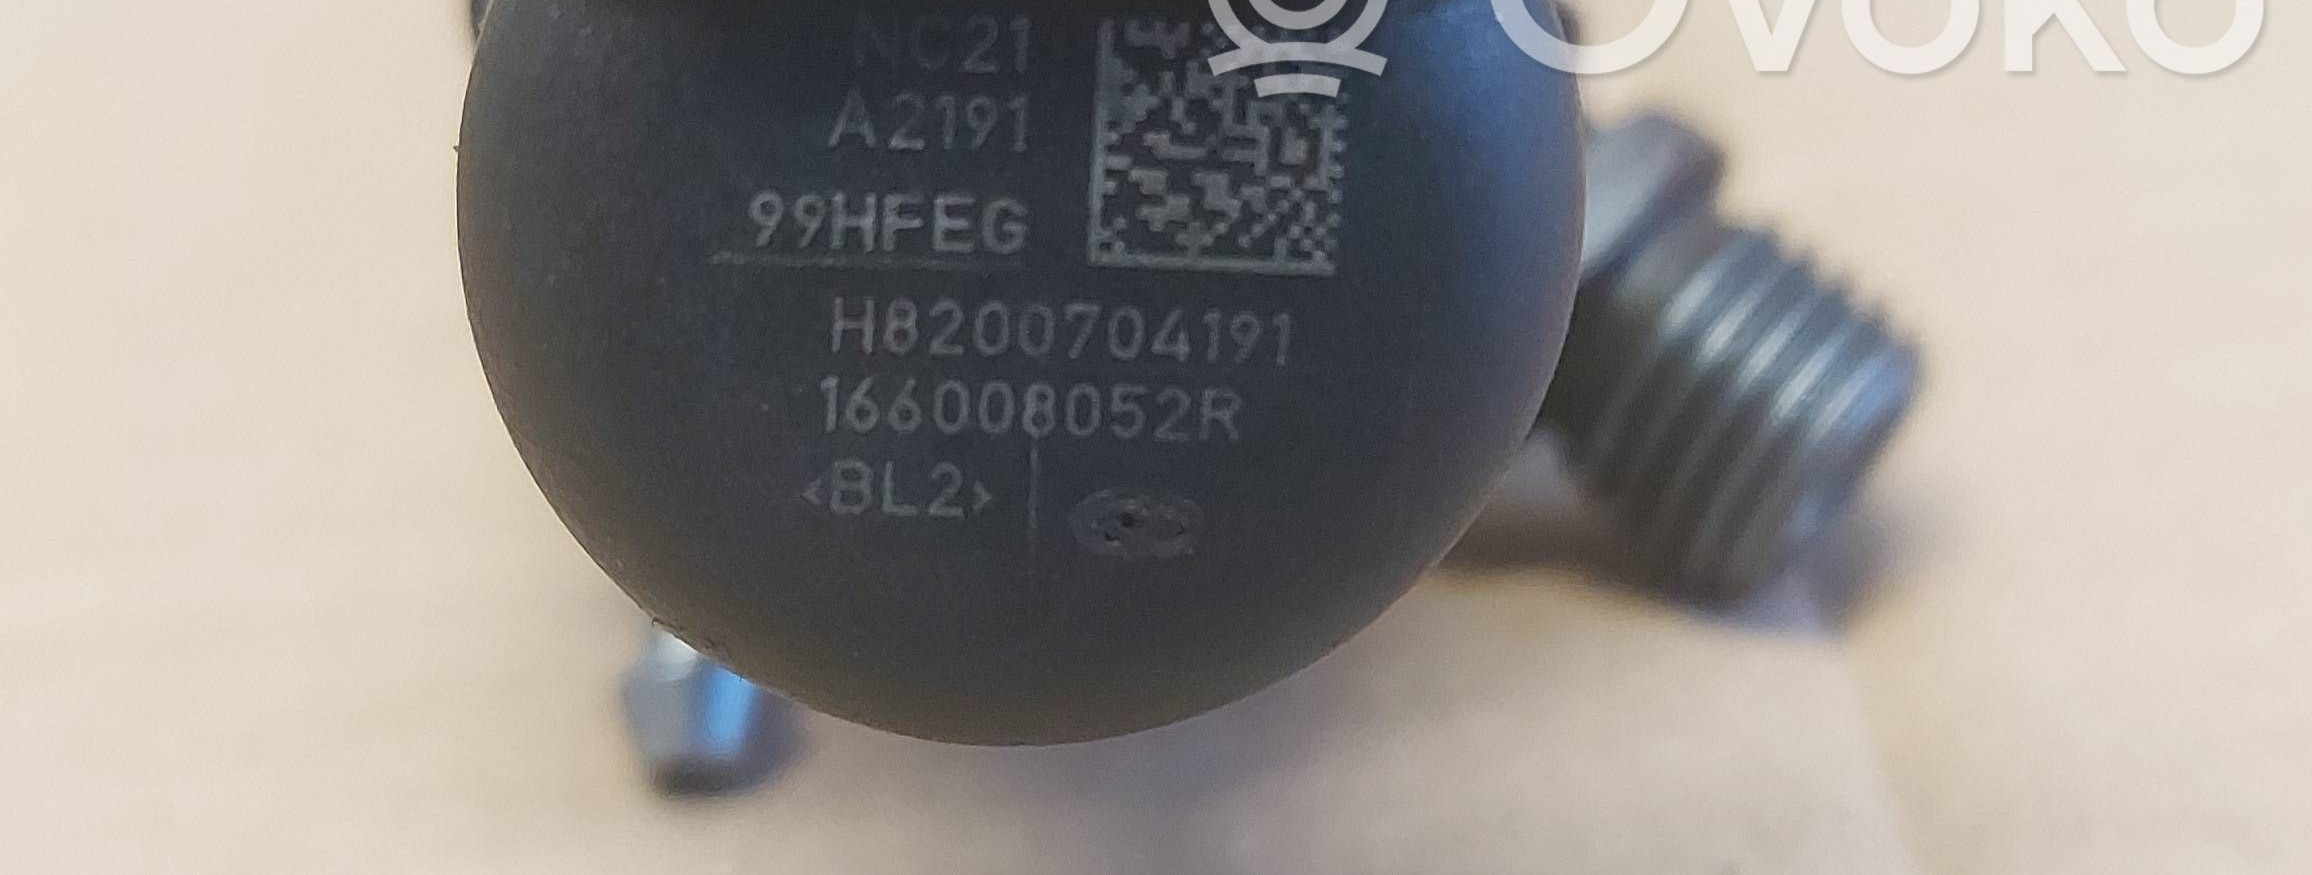 OVOKO
NC21
A2191
99HFEG
H8200704191
166008052R
<BL2>